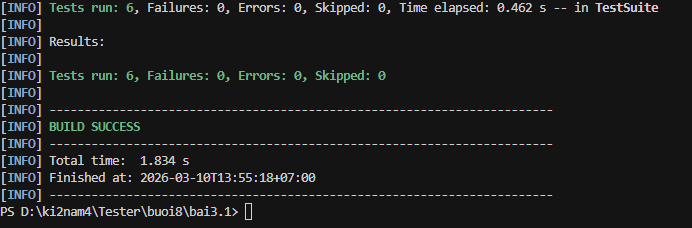 [INFO] Tests run: 6, Failures: 0, Errors: 0, Skipped: 0, Time elapsed: 0.462 s -- in TestSuite
[INFO]
[INFO] Results:
[INFO]
[INFO] Tests run: 6, Failures: 0, Errors: 0, Skipped: 0
[INFO]
[INFO] ------------------------------------------------------------------------
[INFO] BUILD SUCCESS
[INFO] ------------------------------------------------------------------------
[INFO] Total time:  1.834 s
[INFO] Finished at: 2026-03-10T13:55:18+07:00
[INFO] ------------------------------------------------------------------------
PS D:\ki2nam4\Tester\buoi8\bai3.1>